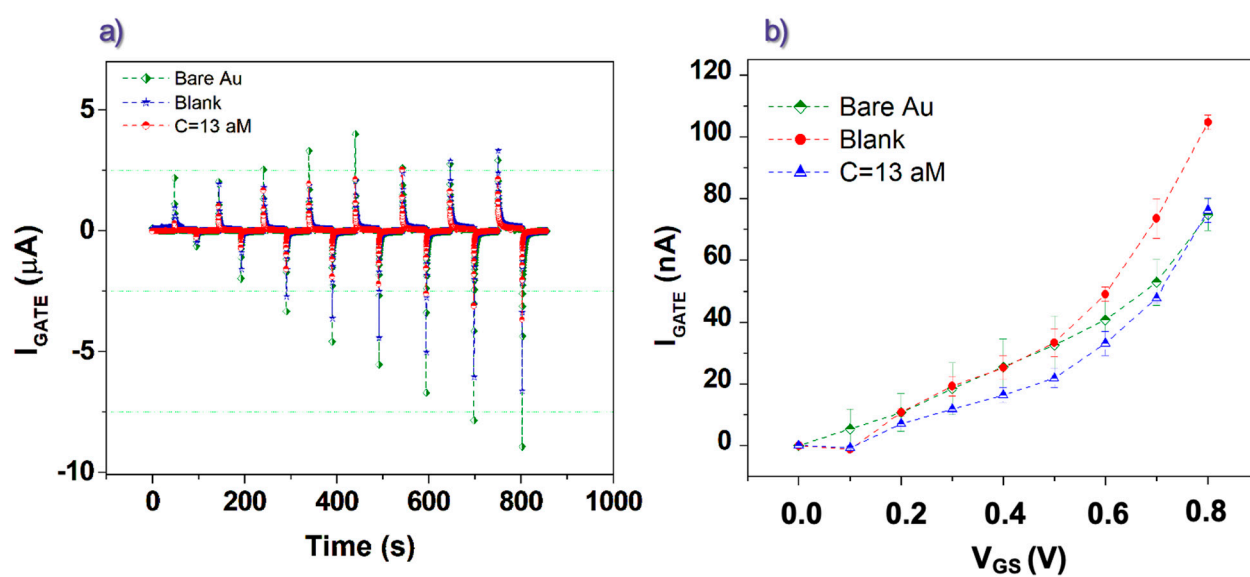 a)
Bare Au
Blank
C=13 aM
5
0
-5
-10
I_GATE (µA)
0
200
400
600
800
1000
Time (s)
b)
Bare Au
Blank
C=13 aM
120
100
80
60
40
20
0
I_GATE (nA)
0.0
0.2
0.4
0.6
0.8
V_GS (V)